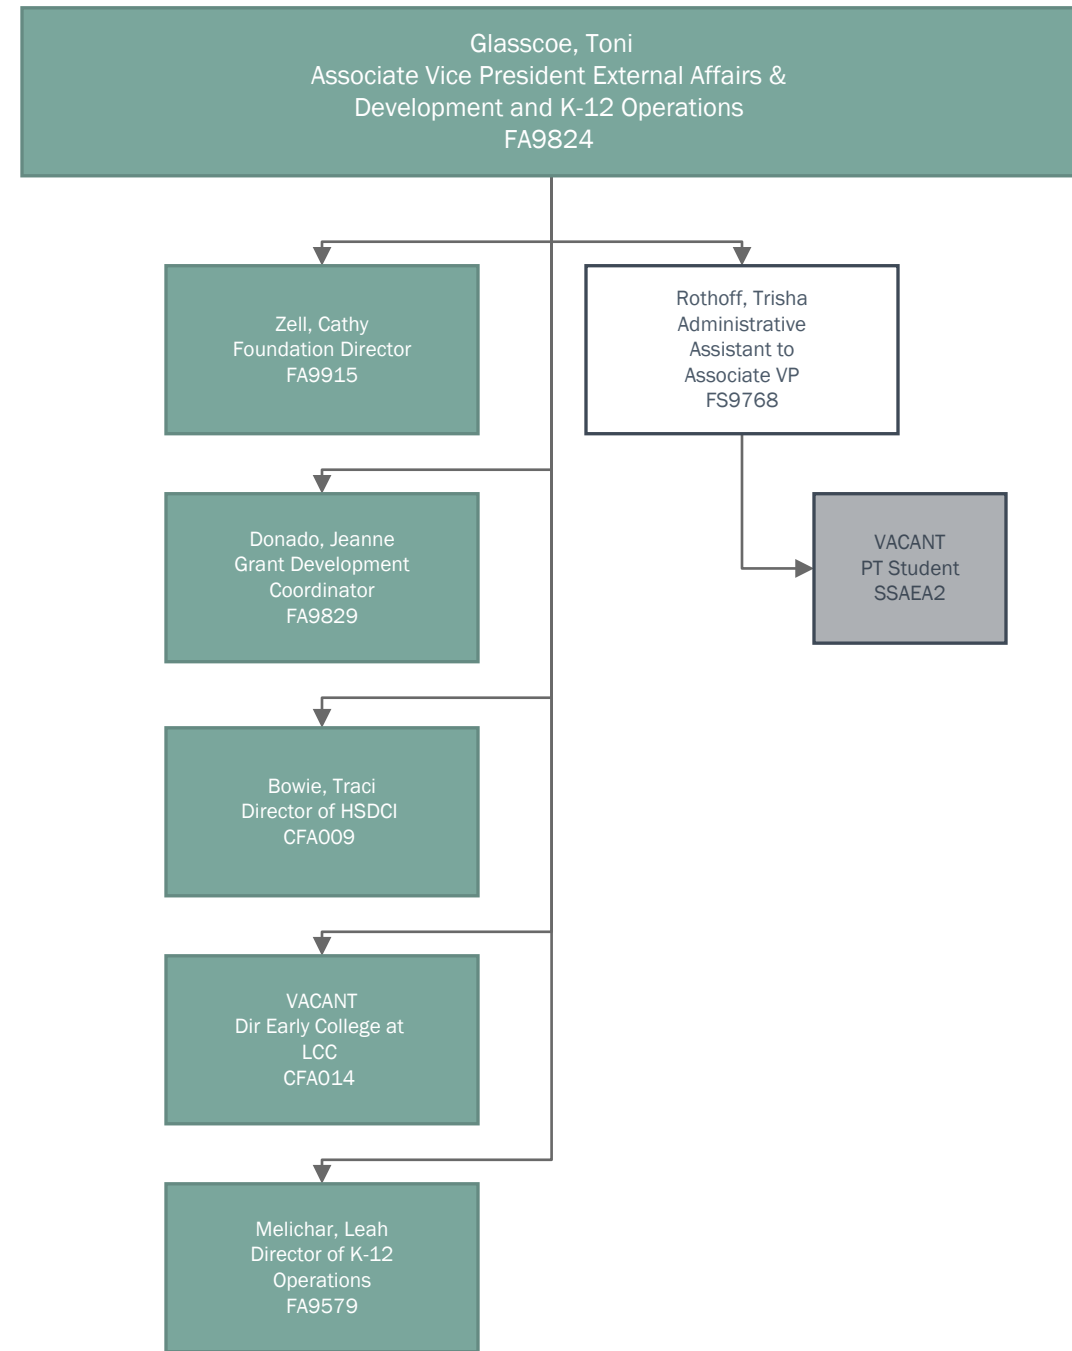 Glasscoe, Toni
Associate Vice President External Affairs &
Development and K-12 Operations
FA9824
Zell, Cathy
Foundation Director
FA9915
Rothoff, Trisha
Administrative
Assistant to
Associate VP
FS9768
Donado, Jeanne
Grant Development
Coordinator
FA9829
VACANT
PT Student
SSAEA2
Bowie, Traci
Director of HSDCI
CFA009
VACANT
Dir Early College at
LCC
CFA014
Melichar, Leah
Director of K-12
Operations
FA9579